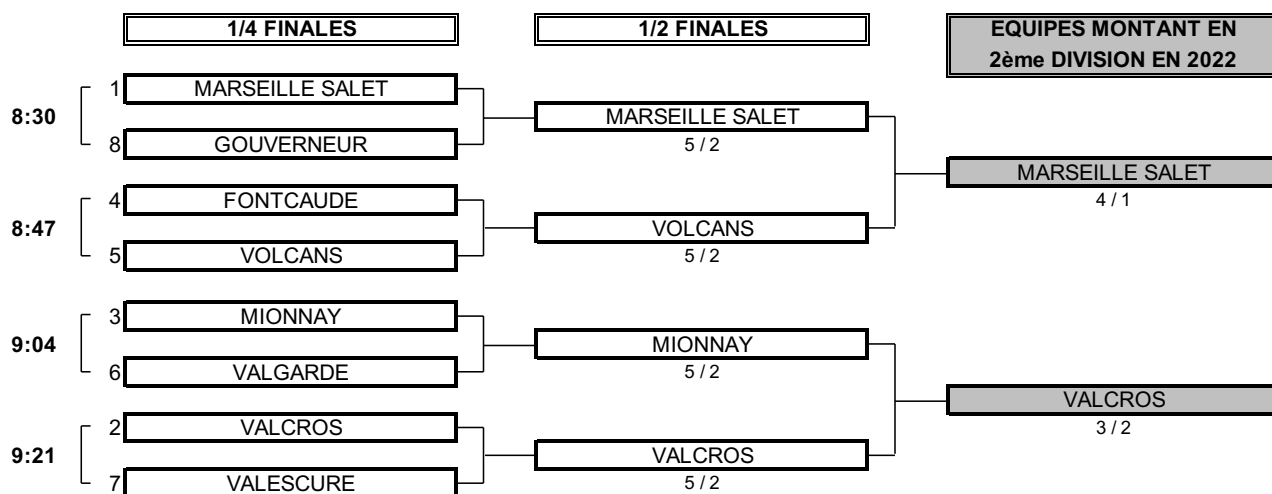 1/4 FINALES
1/2 FINALES
EQUIPES MONTANT EN
2ème DIVISION EN 2022
8:30
1 MARSEILLE SALET
8 GOUVERNEUR
MARSEILLE SALET
5 / 2
8:47
4 FONTCAUDE
5 VOLCANS
VOLCANS
5 / 2
MARSEILLE SALET
4 / 1
9:04
3 MIONNAY
6 VALGARDE
MIONNAY
5 / 2
9:21
2 VALCROS
7 VALESCURE
VALCROS
5 / 2
VALCROS
3 / 2